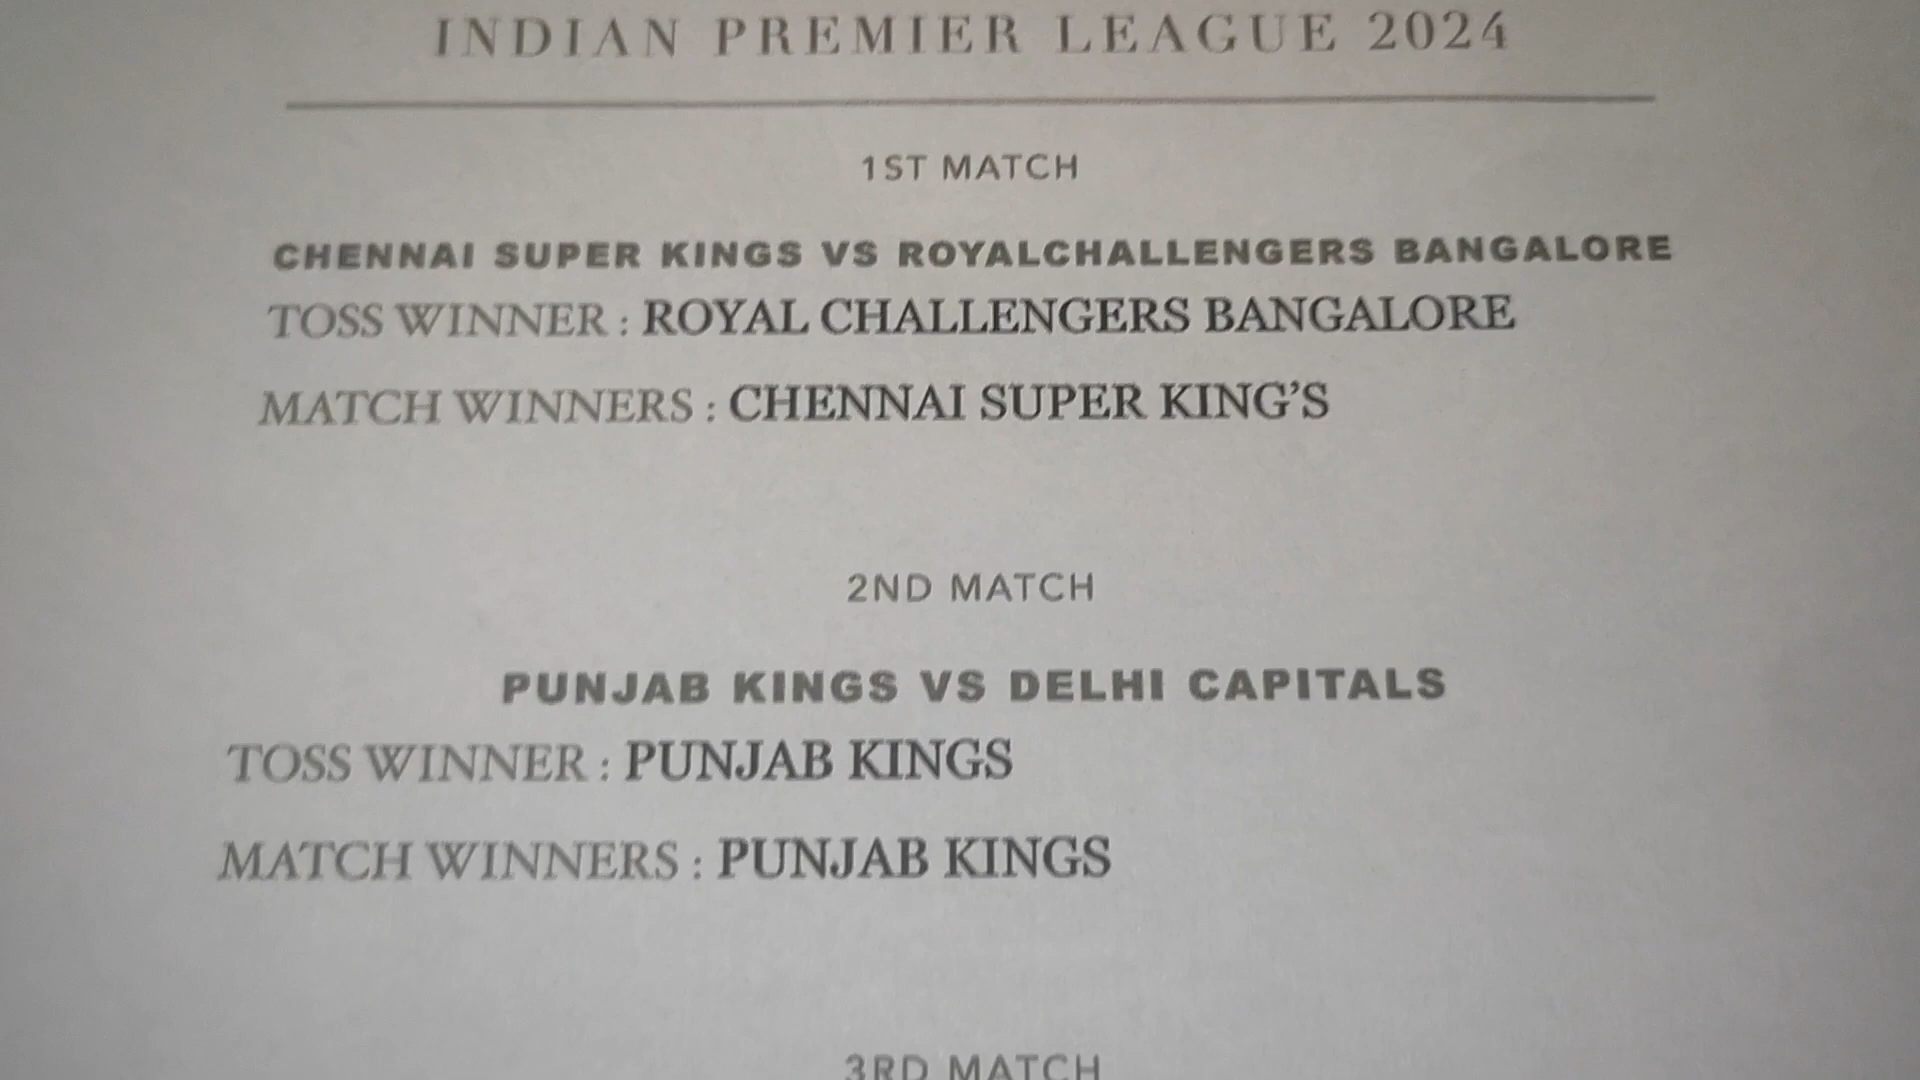 INDIAN PREMIER LEAGUE 2024
1ST MATCH
CHENNAI SUPER KINGS VS ROYALCHALLENGERS BANGALORE
TOSS WINNER : ROYAL CHALLENGERS BANGALORE
MATCH WINNERS : CHENNAI SUPER KING’S
2ND MATCH
PUNJAB KINGS VS DELHI CAPITALS
TOSS WINNER : PUNJAB KINGS
MATCH WINNERS : PUNJAB KINGS
3RD MATCH